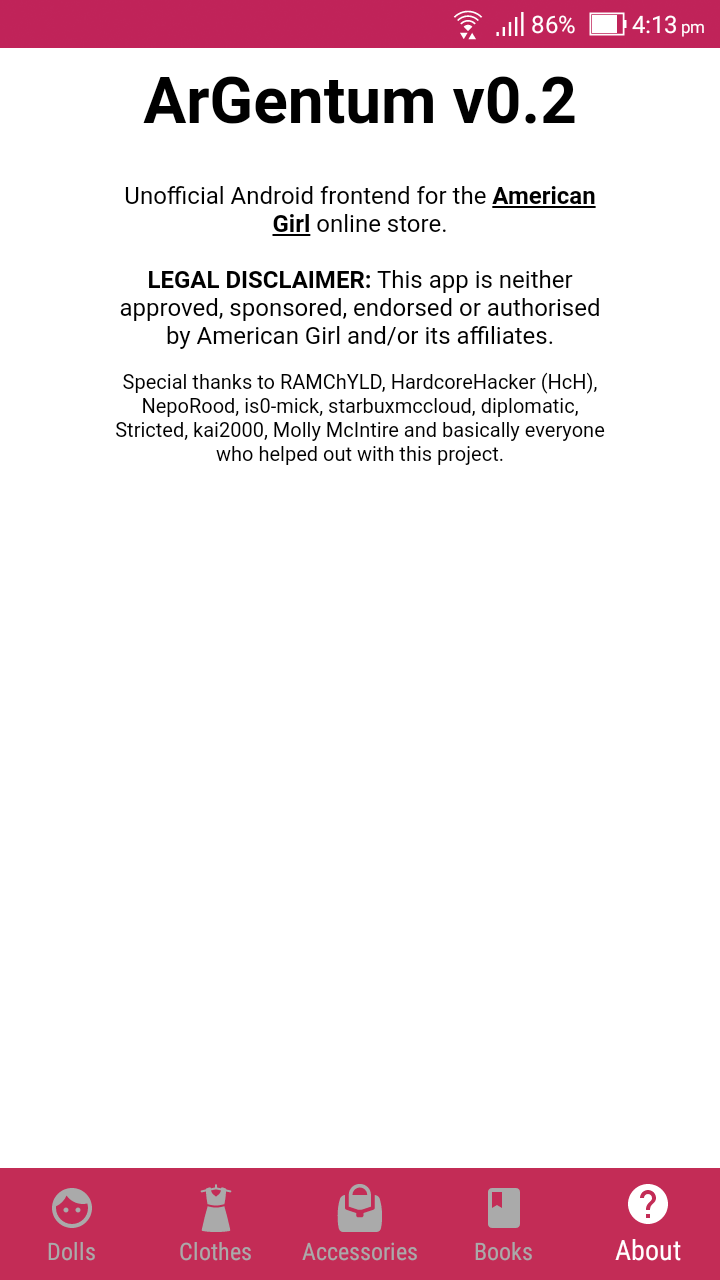 86% 4:13 pm
ArGentum v0.2
Unofficial Android frontend for the American
Girl online store.
LEGAL DISCLAIMER: This app is neither
approved, sponsored, endorsed or authorised
by American Girl and/or its affiliates.
Special thanks to RAMChYLD, HardcoreHacker (HcH),
NepoRood, is0-mick, starbuxmccloud, diplomatic,
Stricted, kai2000, Molly McIntire and basically everyone
who helped out with this project.
Dolls Clothes Accessories Books About